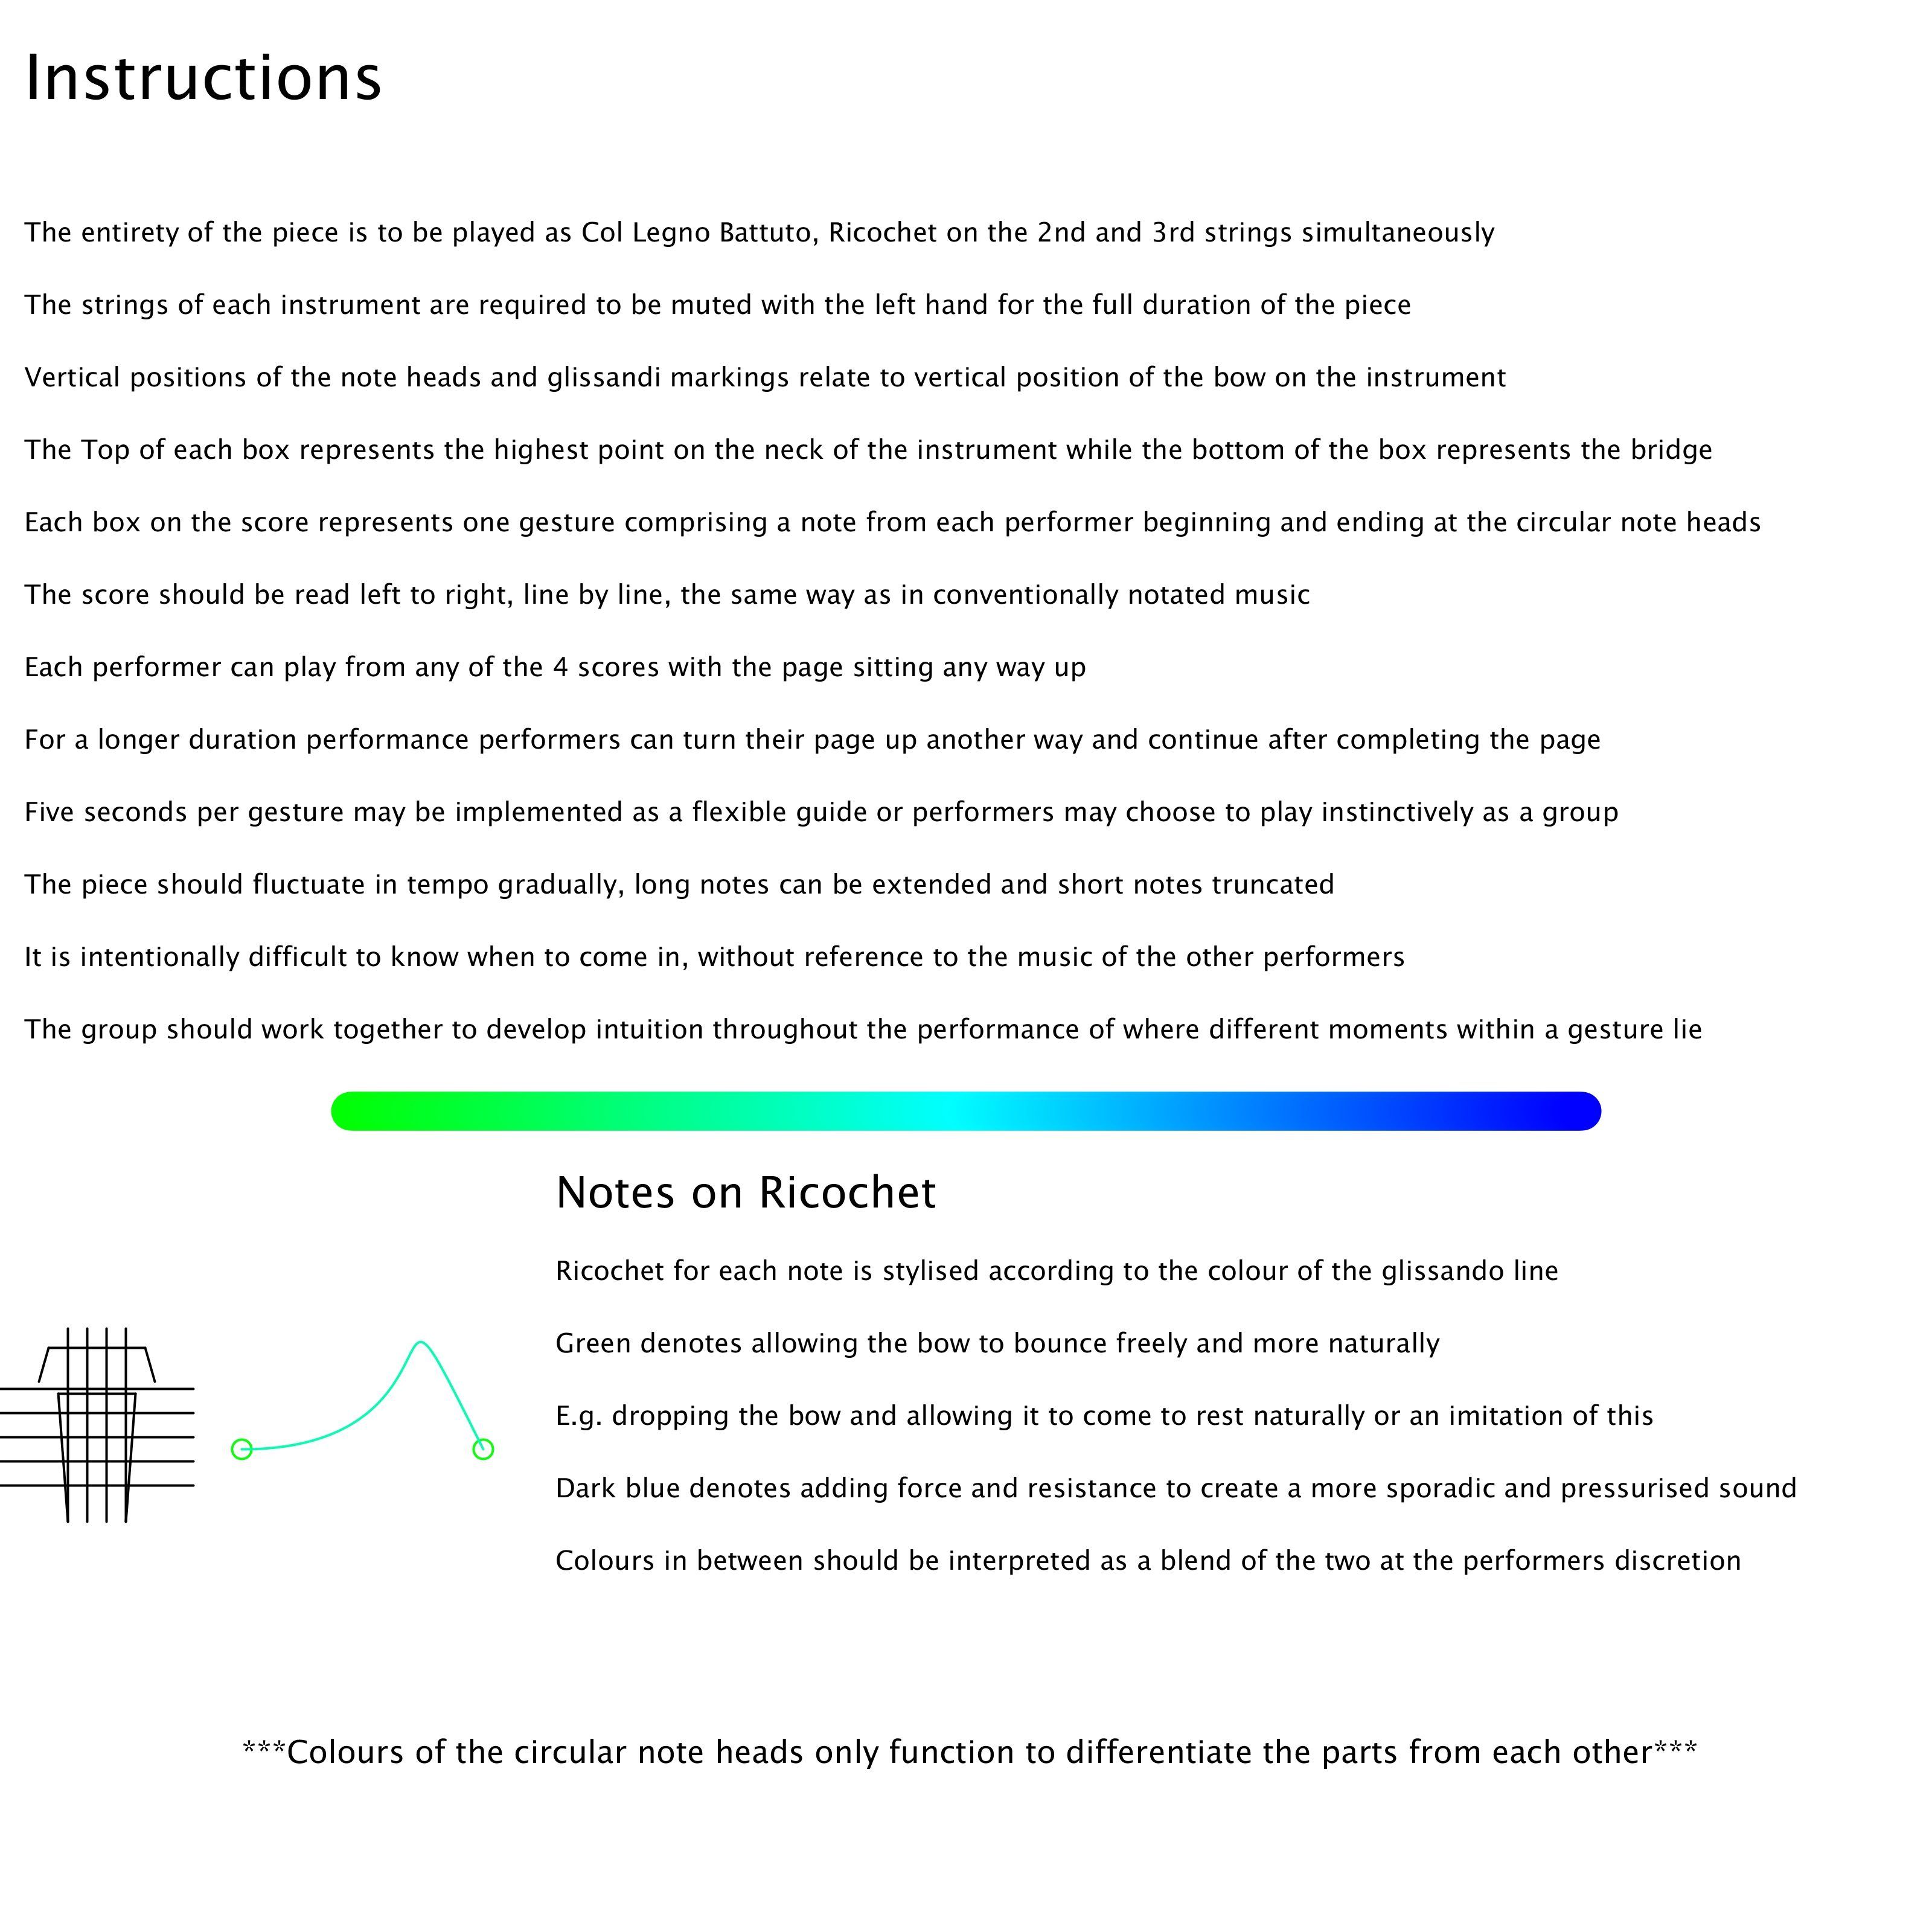 Instructions
The entirety of the piece is to be played as Col Legno Battuto, Ricochet on the 2nd and 3rd strings simultaneously
The strings of each instrument are required to be muted with the left hand for the full duration of the piece
Vertical positions of the note heads and glissandi markings relate to vertical position of the bow on the instrument
The Top of each box represents the highest point on the neck of the instrument while the bottom of the box represents the bridge
Each box on the score represents one gesture comprising a note from each performer beginning and ending at the circular note heads
The score should be read left to right, line by line, the same way as in conventionally notated music
Each performer can play from any of the 4 scores with the page sitting any way up
For a longer duration performance performers can turn their page up another way and continue after completing the page
Five seconds per gesture may be implemented as a flexible guide or performers may choose to play instinctively as a group
The piece should fluctuate in tempo gradually, long notes can be extended and short notes truncated
It is intentionally difficult to know when to come in, without reference to the music of the other performers
The group should work together to develop intuition throughout the performance of where different moments within a gesture lie
Notes on Ricochet
Ricochet for each note is stylised according to the colour of the glissando line
Green denotes allowing the bow to bounce freely and more naturally
E.g. dropping the bow and allowing it to come to rest naturally or an imitation of this
Dark blue denotes adding force and resistance to create a more sporadic and pressurised sound
Colours in between should be interpreted as a blend of the two at the performers discretion
***Colours of the circular note heads only function to differentiate the parts from each other***